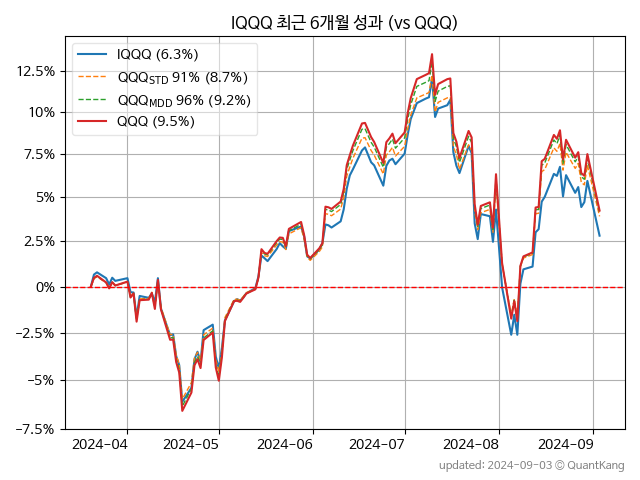 IQQQ 최근 6개월 성과 (vs QQQ)
IQQQ (6.3%)
QQQSTD 91% (8.7%)
QQQMDD 96% (9.2%)
QQQ (9.5%)
12.5%
10%
7.5%
5%
2.5%
0%
−2.5%
−5%
−7.5%
2024-04 2024-05 2024-06 2024-07 2024-08 2024-09
updated: 2024-09-03 © QuantKang